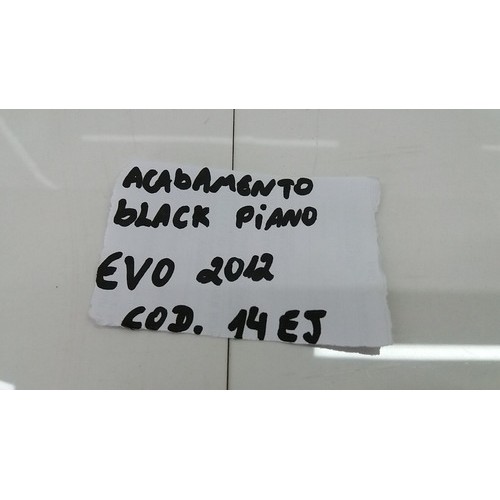 ACAbAMENTO
bLACK PiANO
EVO 2012
COD. 14EJ